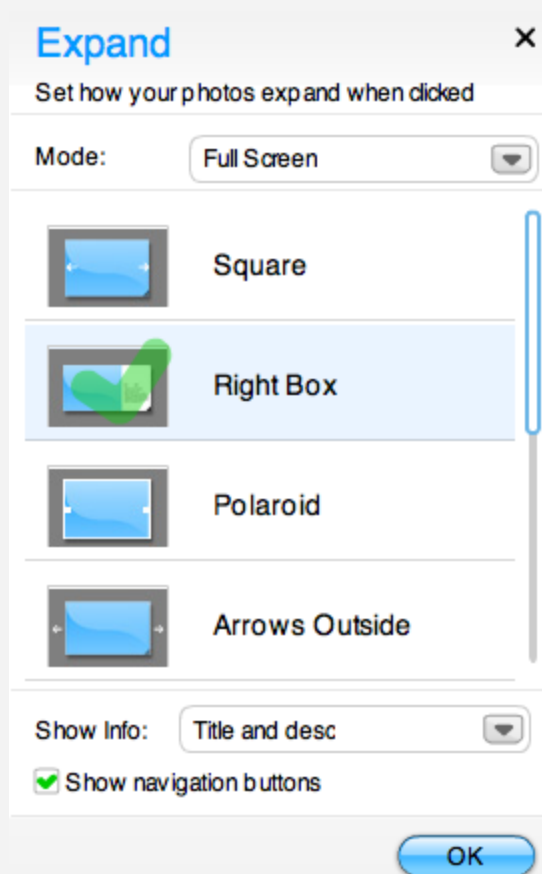 Expand
Set how your photos expand when clicked
Mode: Full Screen
Square
Right Box
Polaroid
Arrows Outside
Show Info: Title and desc
Show navigation buttons
OK